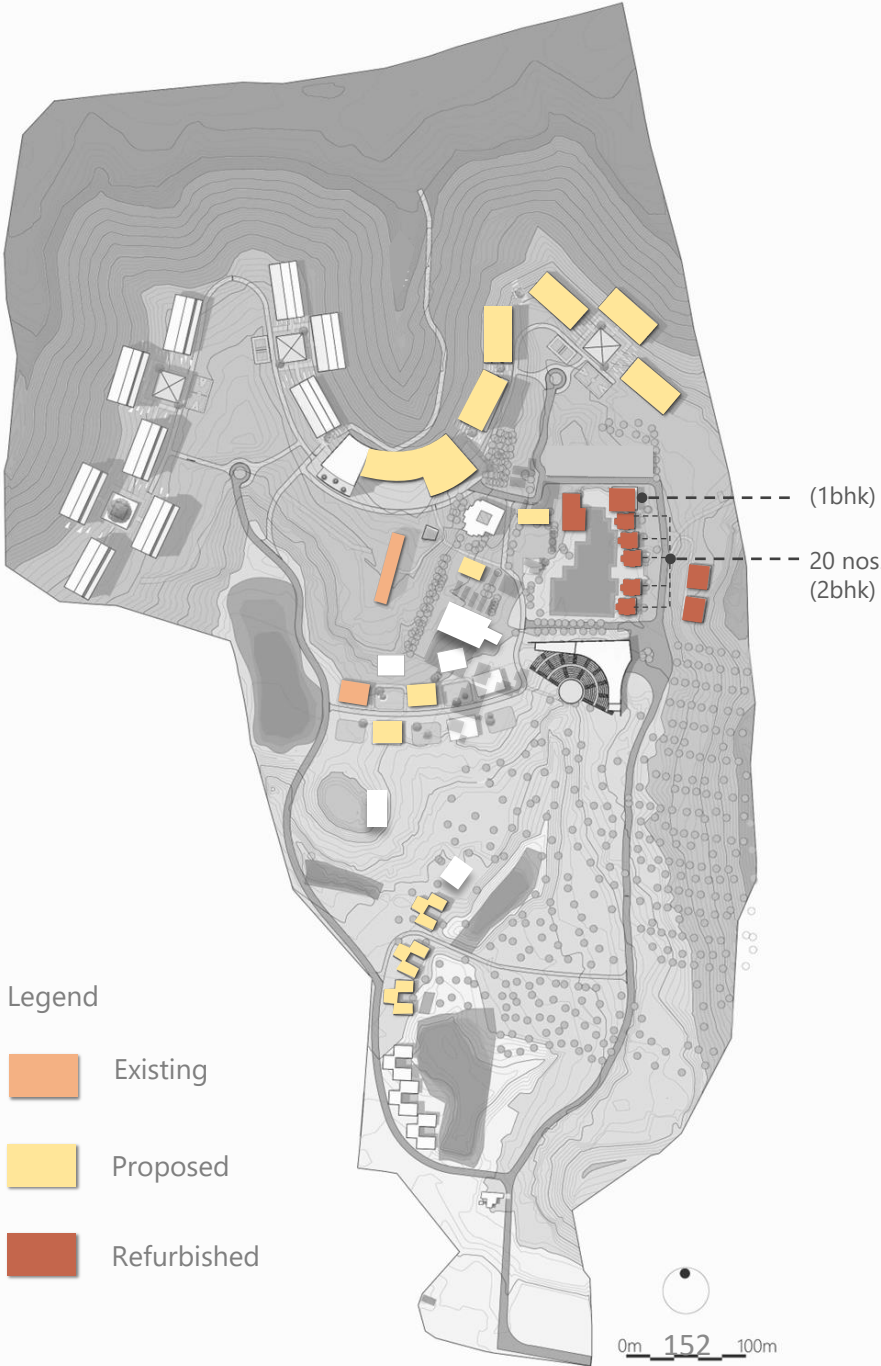 (1bhk)
20 nos
(2bhk)
Legend
Existing
Proposed
Refurbished
0m 152 100m